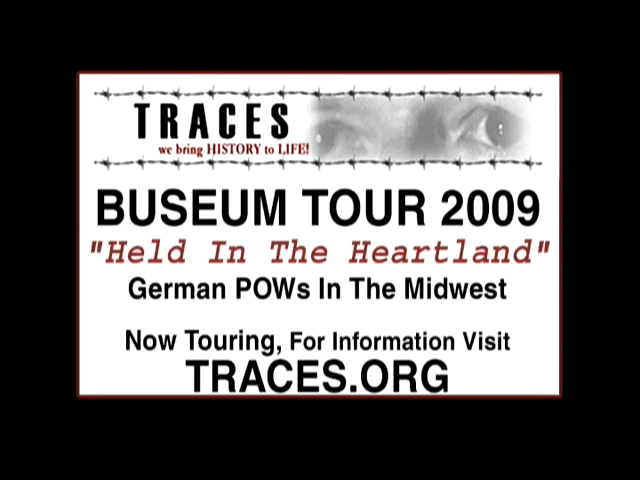 TRACES
we bring HISTORY to LIFE!
BUSEUM TOUR 2009
"Held In The Heartland"
German POWs In The Midwest
Now Touring, For Information Visit
TRACES.ORG